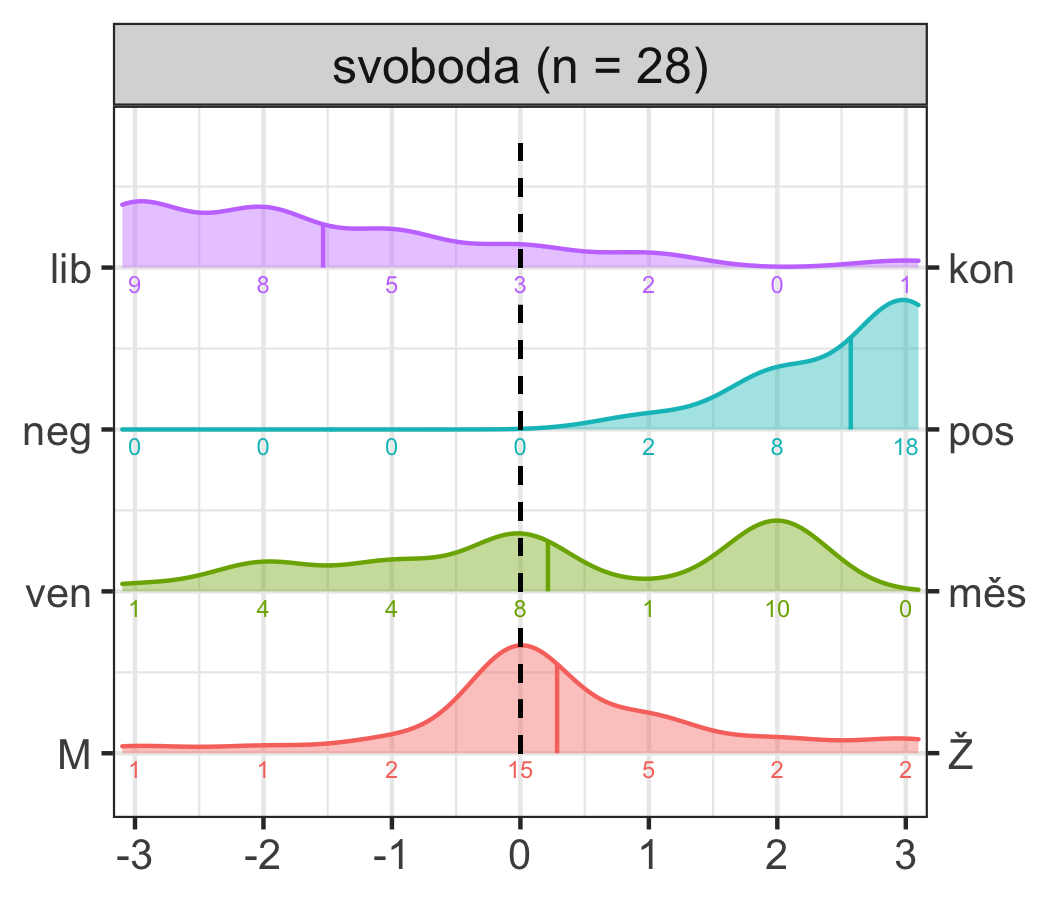 svoboda (n = 28)
lib kon
9 8 5 3 2 0 1
neg pos
0 0 0 0 2 8 18
ven měs
1 4 4 8 1 10 0
M Ž
1 1 2 15 5 2 2
-3 -2 -1 0 1 2 3